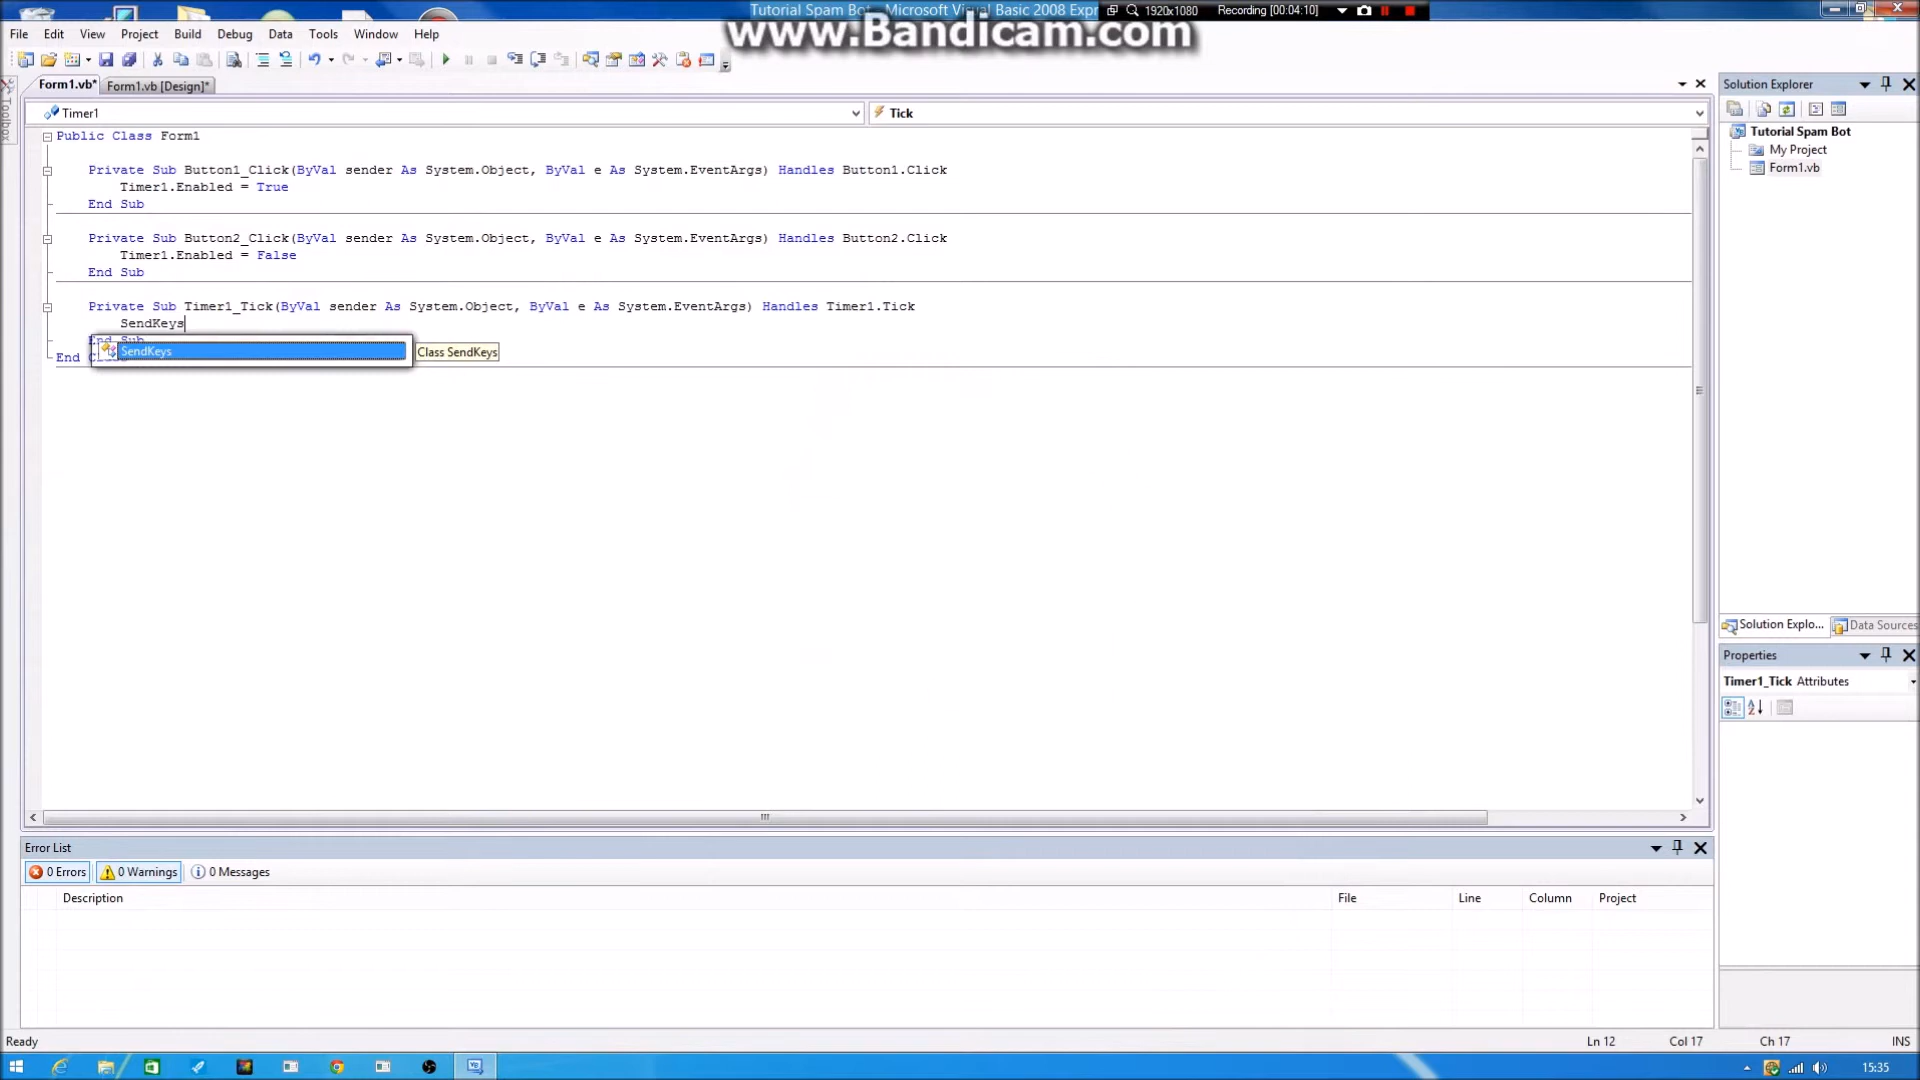 Tutorial Spam Bot - Microsoft Visual Basic 2008 Expr
1920x1080
Recording [00:04:10]
www.Bandicam.com
File Edit View Project Build Debug Data Tools Window Help
Form1.vb* Form1.vb [Design]*
Toolbox
Timer1
Tick
Public Class Form1
Private Sub Button1_Click(ByVal sender As System.Object, ByVal e As System.EventArgs) Handles Button1.Click
Timer1.Enabled = True
End Sub
Private Sub Button2_Click(ByVal sender As System.Object, ByVal e As System.EventArgs) Handles Button2.Click
Timer1.Enabled = False
End Sub
Private Sub Timer1_Tick(ByVal sender As System.Object, ByVal e As System.EventArgs) Handles Timer1.Tick
SendKeys
End Sub
SendKeys
Class SendKeys
End
Solution Explorer
Tutorial Spam Bot
My Project
Form1.vb
Solution Explo... Data Sources
Properties
Timer1_Tick Attributes
Error List
0 Errors 0 Warnings 0 Messages
Description File Line Column Project
Ready Ln 12 Col 17 Ch 17 INS
15:35